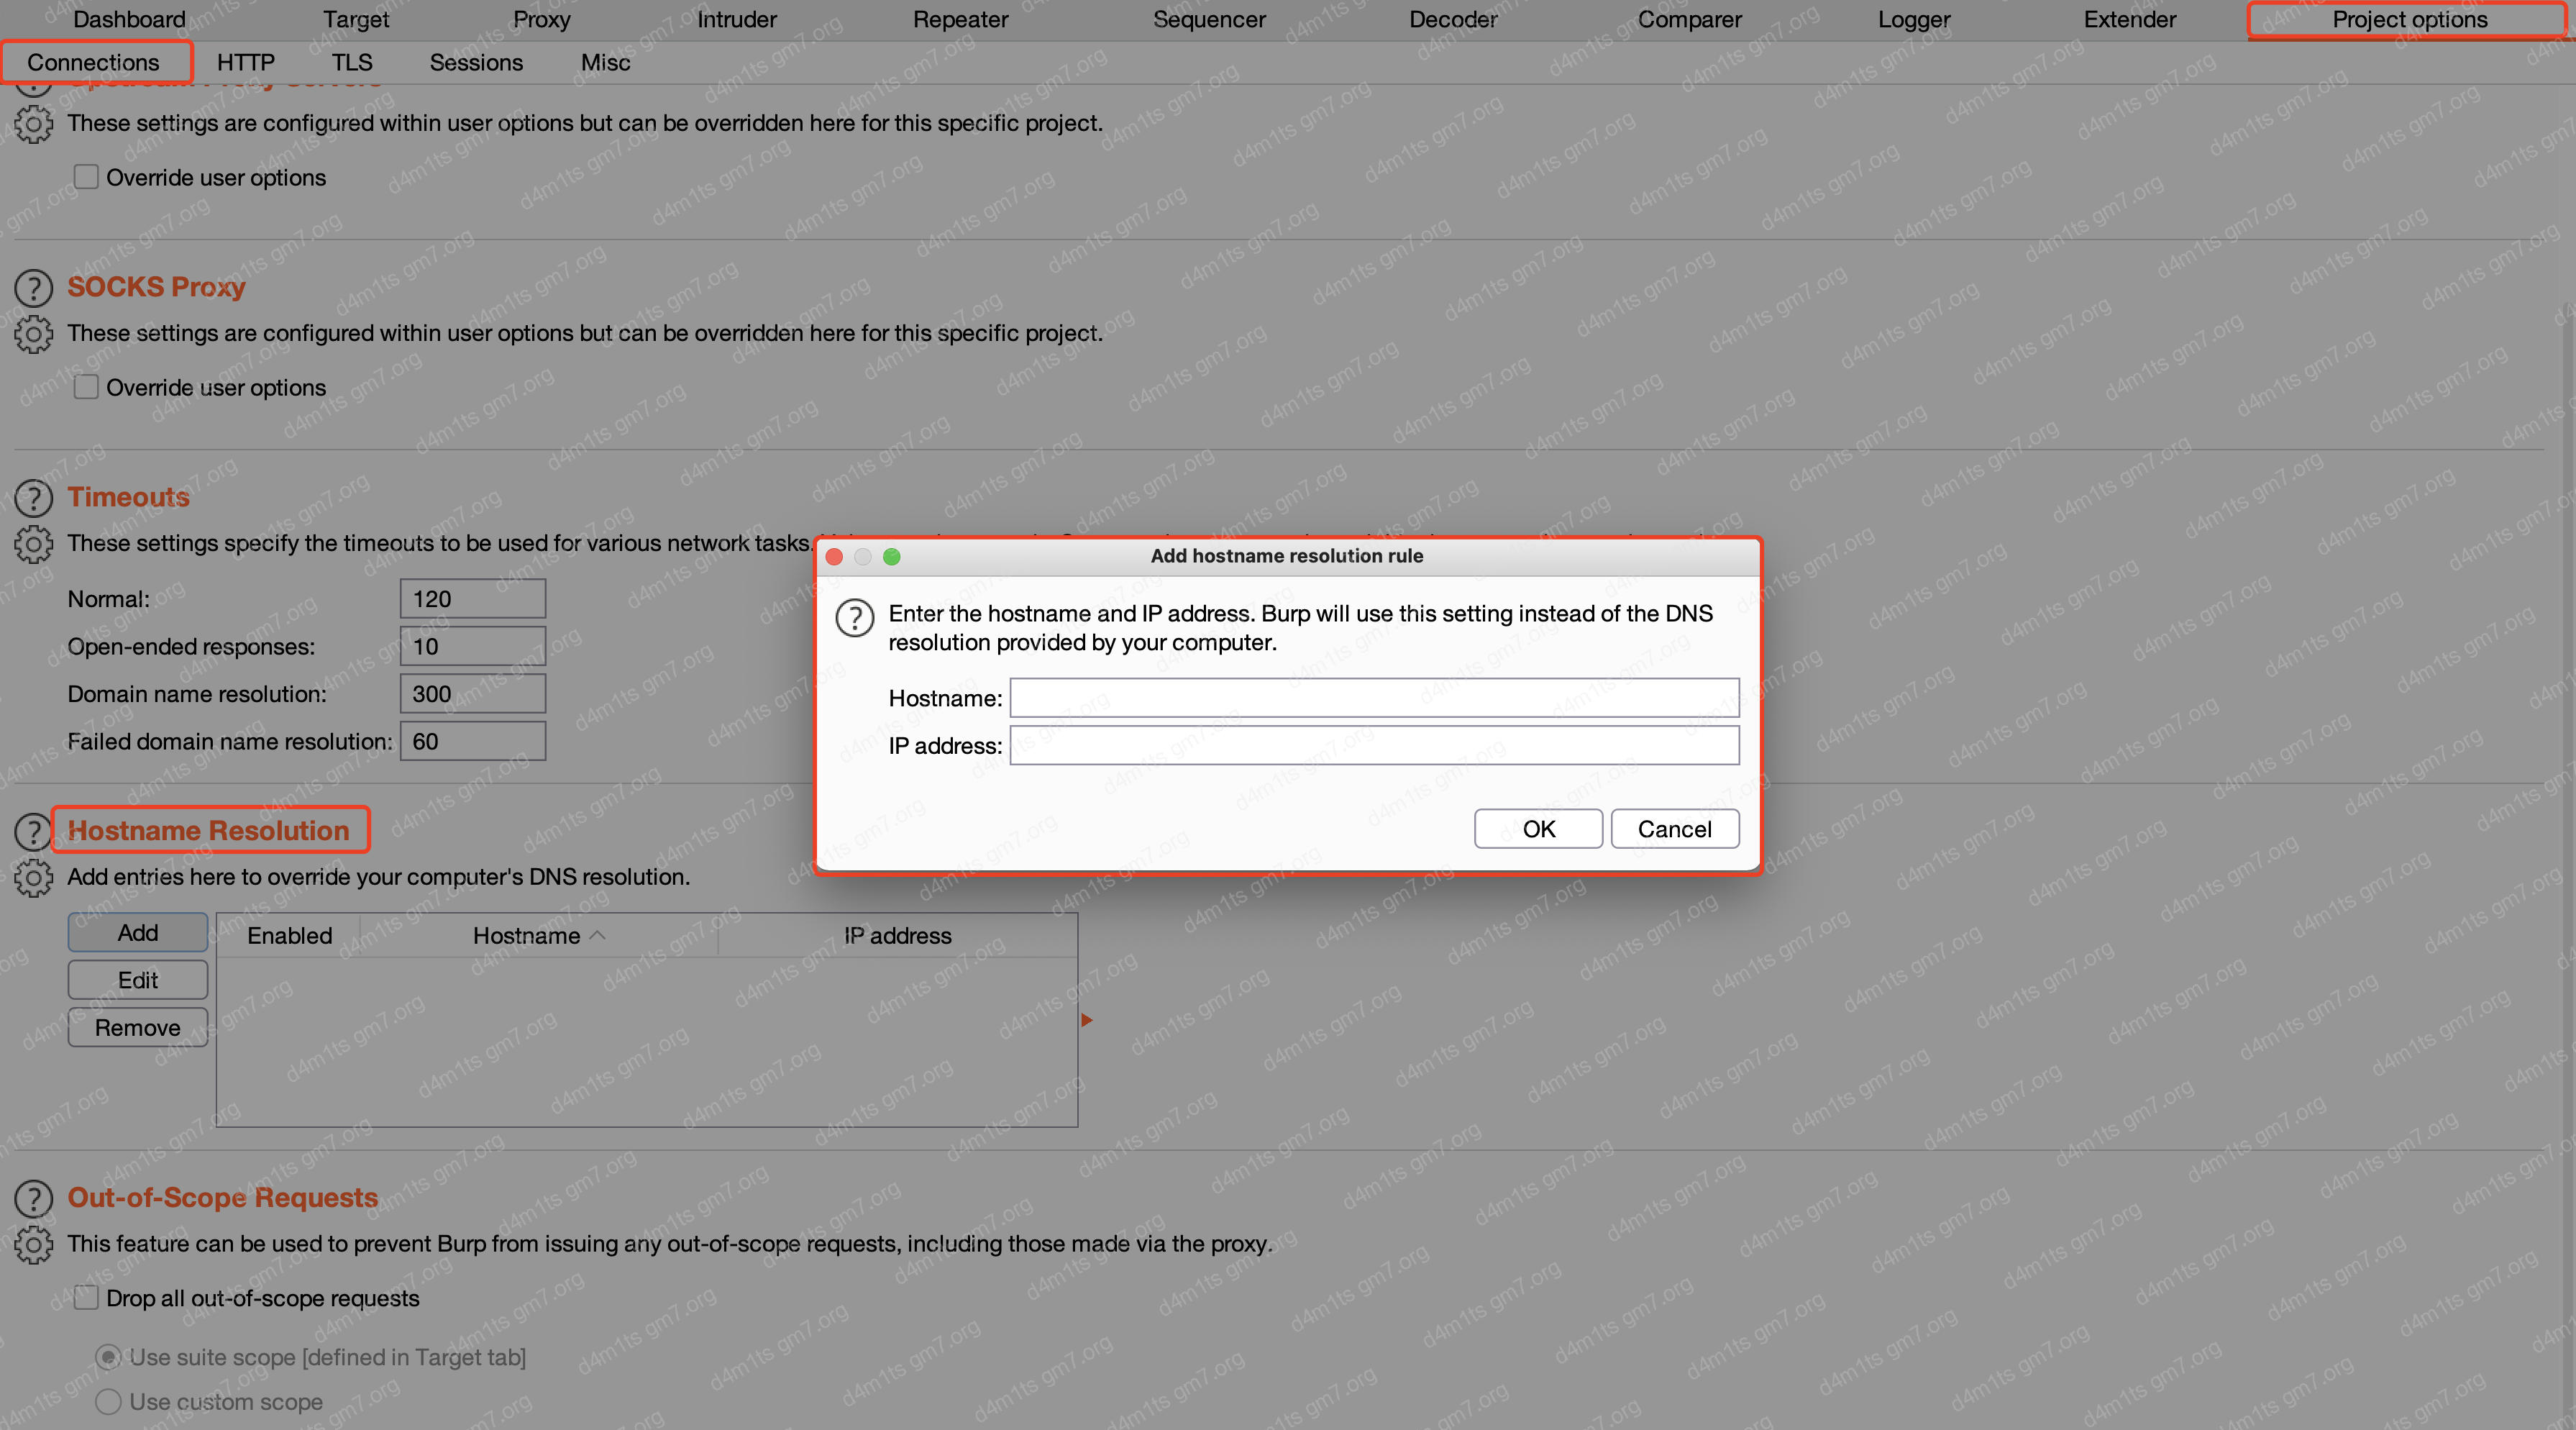 Dashboard Target Proxy Intruder Repeater Sequencer Decoder Comparer Logger Extender Project options
Connections HTTP TLS Sessions Misc
Upstream Proxy Servers
These settings are configured within user options but can be overridden here for this specific project.
Override user options
SOCKS Proxy
These settings are configured within user options but can be overridden here for this specific project.
Override user options
Timeouts
These settings specify the timeouts to be used for various network tasks.
Normal: 120
Open-ended responses: 10
Domain name resolution: 300
Failed domain name resolution: 60
Add hostname resolution rule
Enter the hostname and IP address. Burp will use this setting instead of the DNS
resolution provided by your computer.
Hostname:
IP address:
OK Cancel
Hostname Resolution
Add entries here to override your computer's DNS resolution.
Add
Edit
Remove
Enabled Hostname IP address
Out-of-Scope Requests
This feature can be used to prevent Burp from issuing any out-of-scope requests, including those made via the proxy.
Drop all out-of-scope requests
Use suite scope [defined in Target tab]
Use custom scope
d4m1ts gm7.org